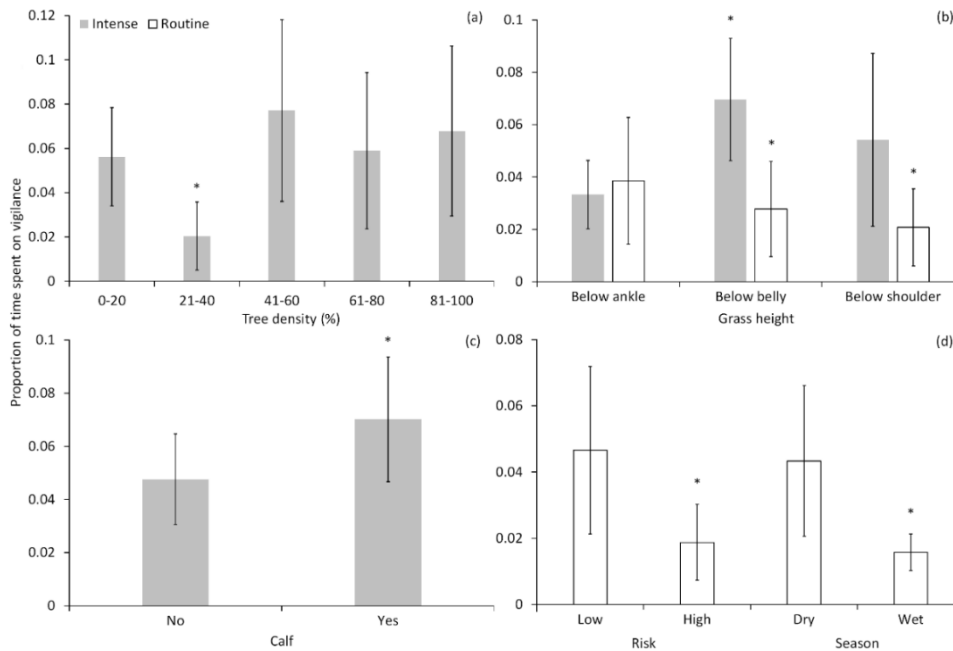 Proportion of time spent on vigilance
0.12
0.1
0.08
0.06
0.04
0.02
0
Intense Routine
(a)
*
0-20 21-40 41-60 61-80 81-100
Tree density (%)
0.1
0.08
0.06
0.04
0.02
0
(b)
* * *
Below ankle Below belly Below shoulder
Grass height
0.1
0.08
0.06
0.04
0.02
0.00
(c)
*
No Yes
Calf
0.08
0.06
0.04
0.02
0.00
(d)
* *
Low High Dry Wet
Risk Season